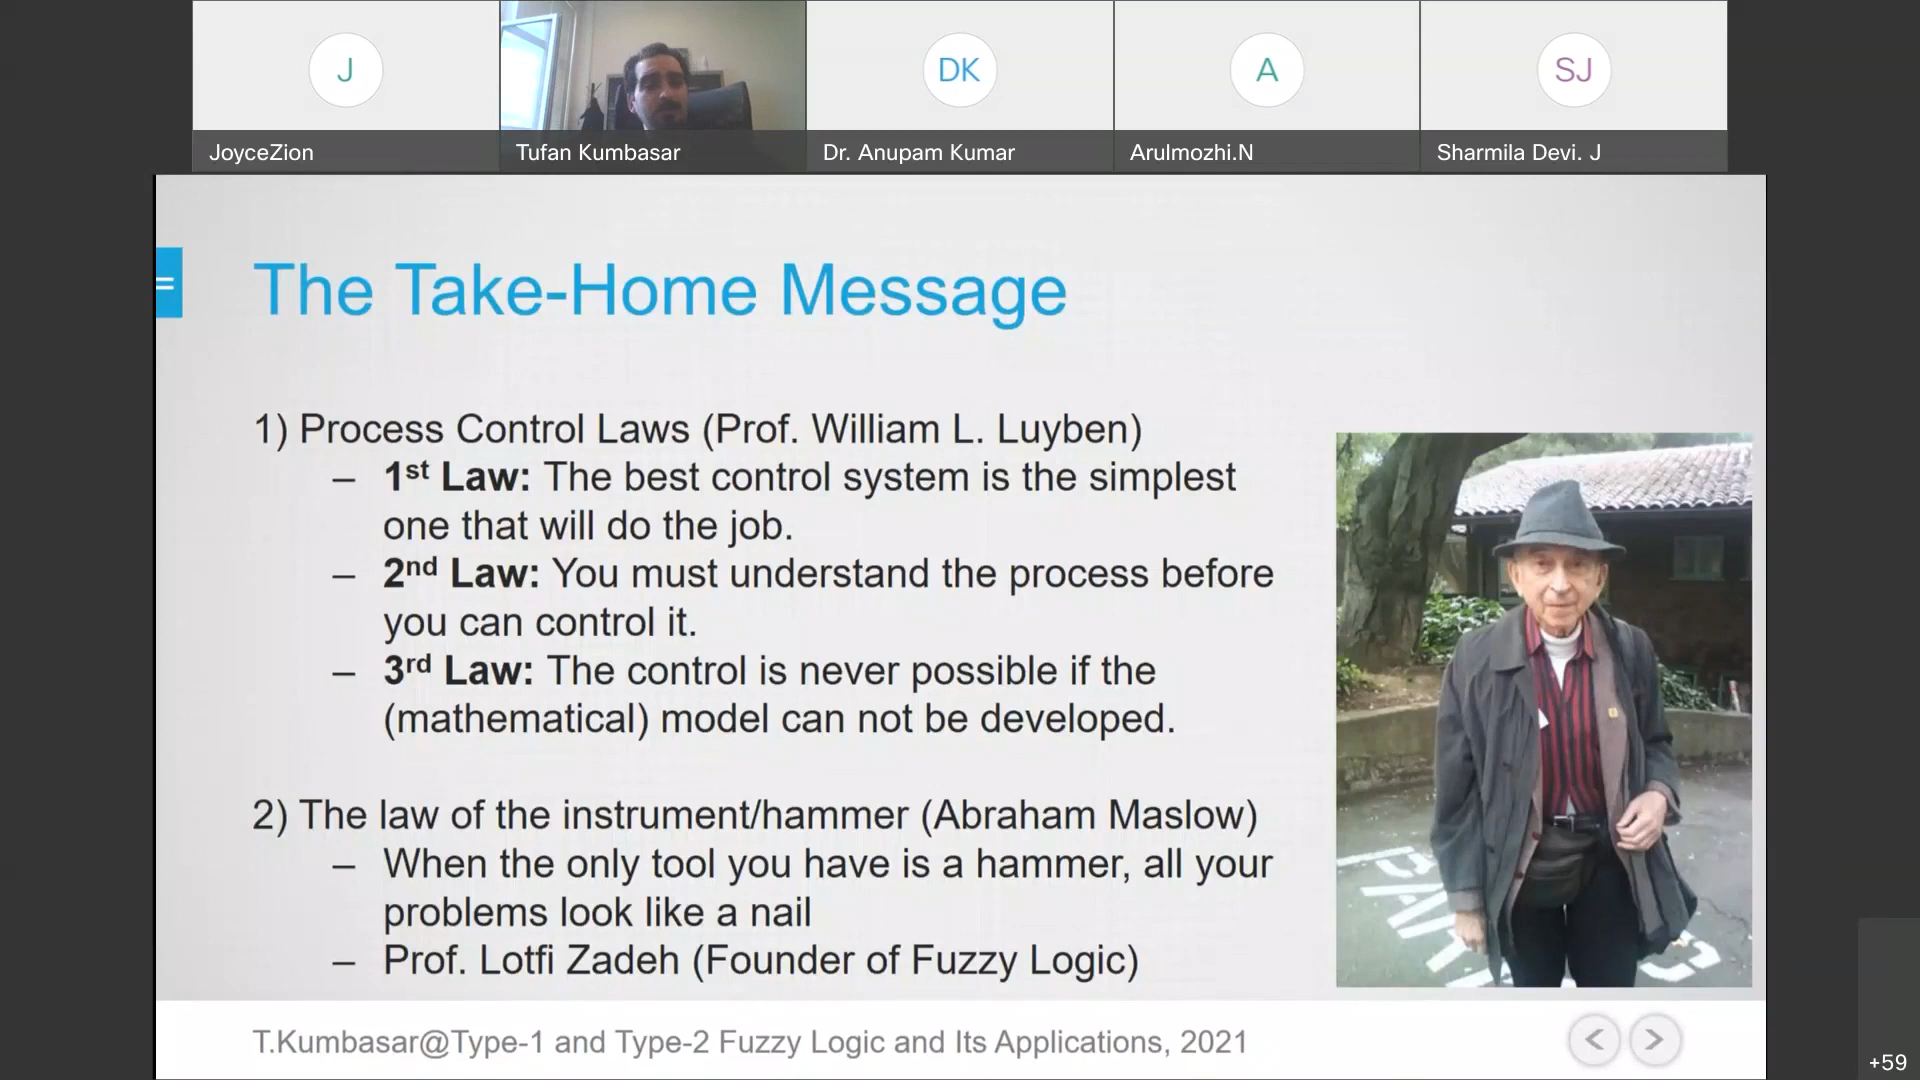 J
DK
A
SJ
JoyceZion
Tufan Kumbasar
Dr. Anupam Kumar
Arulmozhi.N
Sharmila Devi. J
The Take-Home Message
1) Process Control Laws (Prof. William L. Luyben)
– 1st Law: The best control system is the simplest
one that will do the job.
– 2nd Law: You must understand the process before
you can control it.
– 3rd Law: The control is never possible if the
(mathematical) model can not be developed.
2) The law of the instrument/hammer (Abraham Maslow)
– When the only tool you have is a hammer, all your
problems look like a nail
– Prof. Lotfi Zadeh (Founder of Fuzzy Logic)
T.Kumbasar@Type-1 and Type-2 Fuzzy Logic and Its Applications, 2021
+59